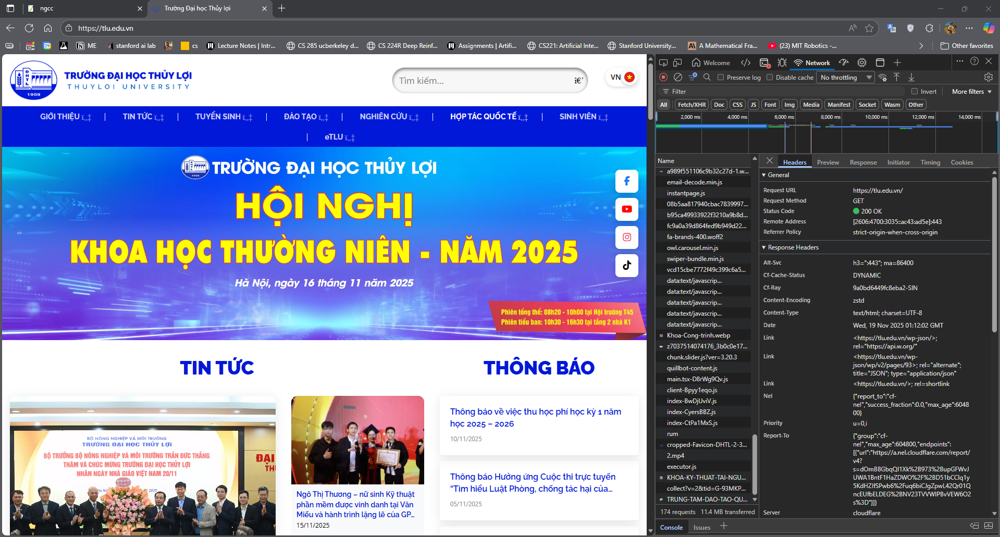 ngcc
Trường Đại học Thủy lợi
https://tlu.edu.vn
ME
stanford ai lab
cs
Lecture Notes | Intr...
CS 285 ucberkeley d...
CS 224R Deep Reinf...
Assignments | Artifi...
CS221: Artificial Inte...
Stanford University...
A Mathematical Fra...
(23) MIT Robotics -...
Other favorites
TRƯỜNG ĐẠI HỌC THỦY LỢI
THUYLOI UNIVERSITY
1959
Tìm kiếm...
VN
GIỚI THIỆU
TIN TỨC
TUYỂN SINH
ĐÀO TẠO
NGHIÊN CỨU
HỢP TÁC QUỐC TẾ
SINH VIÊN
eTLU
TRƯỜNG ĐẠI HỌC THỦY LỢI
HỘI NGHỊ
KHOA HỌC THƯỜNG NIÊN - NĂM 2025
Hà Nội, ngày 16 tháng 11 năm 2025
Phiên tổng thể: 08h20 - 10h00 tại Hội trường T45
Phiên tiểu ban: 10h30 - 16h30 tại tầng 2 nhà K1
TIN TỨC
BỘ NÔNG NGHIỆP VÀ MÔI TRƯỜNG
TRƯỜNG ĐẠI HỌC THỦY LỢI
BỘ TRƯỞNG BỘ NÔNG NGHIỆP VÀ MÔI TRƯỜNG TRẦN ĐỨC THẮNG
THĂM VÀ CHÚC MỪNG TRƯỜNG ĐẠI HỌC THỦY LỢI
NHÂN NGÀY NHÀ GIÁO VIỆT NAM 20/11
Ngô Thị Thương – nữ sinh Kỹ thuật
phần mềm được vinh danh tại Văn
Miếu và hành trình lặng lẽ của GP...
15/11/2025
THÔNG BÁO
Thông báo về việc thu học phí học kỳ 1 năm
học 2025 – 2026
10/11/2025
Thông báo Hưởng ứng Cuộc thi trực tuyến
“Tìm hiểu Luật Phòng, chống tác hại của...
05/11/2025
Welcome
Network
Preserve log
Disable cache
No throttling
Filter
Invert
More filters
All
Fetch/XHR
Doc
CSS
JS
Font
Img
Media
Manifest
Socket
Wasm
Other
2,000 ms
4,000 ms
6,000 ms
8,000 ms
10,000 ms
12,000 ms
14,000 ms
Name
a989f551106c9b32c27d-1.w...
email-decode.min.js
instantpage.js
08b5aa817940cbac7839997...
b95ca49933922f3210a9b8d...
fc9a0a39d864fed9b949d22...
fa-brands-400.woff2
owl.carousel.min.js
swiper-bundle.min.js
vcd15cbe7772f49c399c6a5...
data:text/javascrip...
data:text/javascrip...
data:text/javascrip...
data:text/javascrip...
data:text/javascrip...
Khoa-Cong-trinh.webp
z7037514074176_3b0c0e17...
chunk.slider.js?ver=3.20.3
quillbot-content.js
main.tsx-D8rWg9Qv.js
client-Bpyy1eqo.js
index-BwDjUviV.js
index-CyersBBZ.js
index-CtPa1MxS.js
rum
cropped-Favicon-DHTL-2-3...
2.mp4
executor.js
KHOA-KY-THUAT-TAI-NGU...
collect?v=2&tid=G-93MKP...
TRUNG-TAM-DAO-TAO-QU...
174 requests
11.4 MB transferred
Headers
Preview
Response
Initiator
Timing
Cookies
General
Request URL
https://tlu.edu.vn/
Request Method
GET
Status Code
200 OK
Remote Address
[2606:4700:3035::ac43:ad5e]:443
Referrer Policy
strict-origin-when-cross-origin
Response Headers
Alt-Svc
h3=":443"; ma=86400
Cf-Cache-Status
DYNAMIC
Cf-Ray
9a0bd6449fc8eba2-SIN
Content-Encoding
zstd
Content-Type
text/html; charset=UTF-8
Date
Wed, 19 Nov 2025 01:12:02 GMT
Link
<https://tlu.edu.vn/wp-json/>;
rel="https://api.w.org/"
Link
<https://tlu.edu.vn/wp-
json/wp/v2/pages/93>; rel="alternate";
title="JSON"; type="application/json"
Link
<https://tlu.edu.vn/>; rel=shortlink
Nel
{"report_to":"cf-
nel","success_fraction":0.0,"max_age":6048
00}
Priority
u=0,i
Report-To
{"group":"cf-
nel","max_age":604800,"endpoints":
[{"url":"https://a.nel.cloudflare.com/report/
v4?
s=dOmBBGbqQI1Xk%2B973%2BupGFWvJ
UWA1BntF1HaZDWO%2F%2BD51bCClq1y
5KdHZIfSPwb6%2Fuq6biCJgZpwL42Qr01Q
ncEUfbELDEG%2BNV23TVVWIPBvVEW6O2
s%3D"}]}
Server
cloudflare
Console
Issues